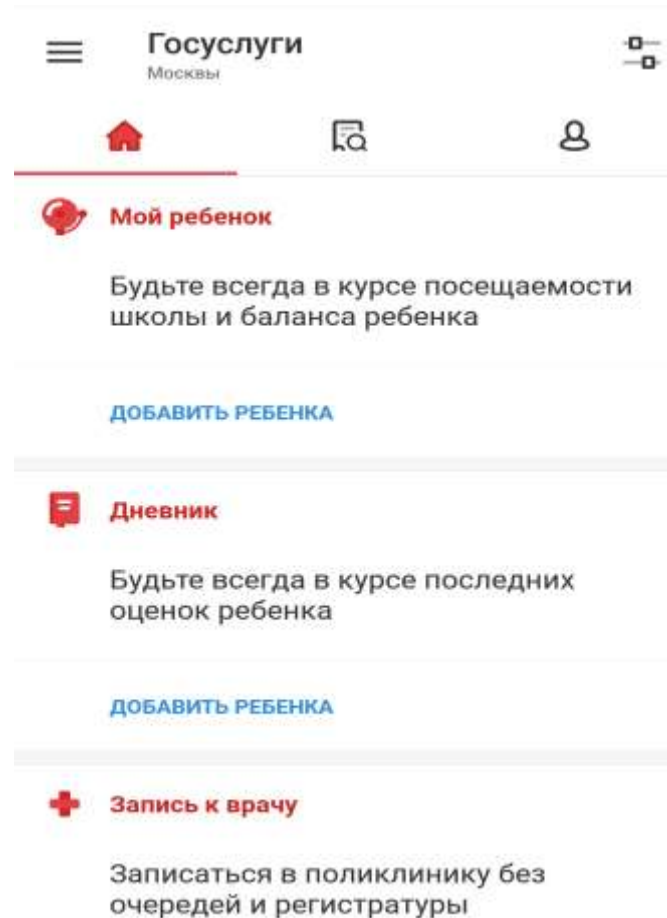 Госуслуги
Москвы
Мой ребенок
Будьте всегда в курсе посещаемости
школы и баланса ребенка
ДОБАВИТЬ РЕБЕНКА
Дневник
Будьте всегда в курсе последних
оценок ребенка
ДОБАВИТЬ РЕБЕНКА
Запись к врачу
Записаться в поликлинику без
очередей и регистратуры